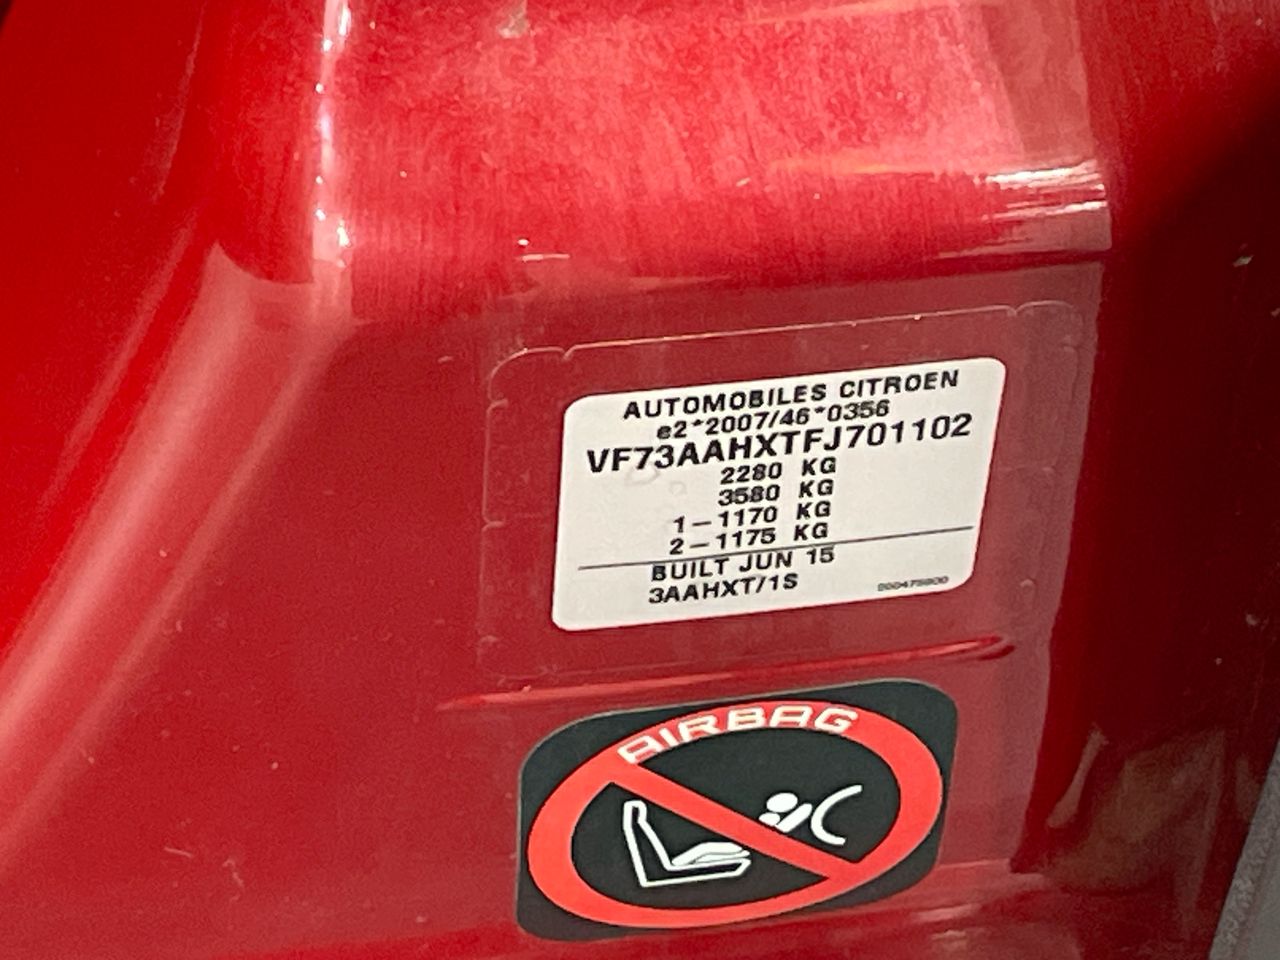 AUTOMOBILES CITROEN
e2*2007/46*0356
VF73AAHXTFJ701102
2280 KG
3580 KG
1-1170 KG
2-1175 KG
BUILT JUN 15
3AAHXT/1S
AIRBAG